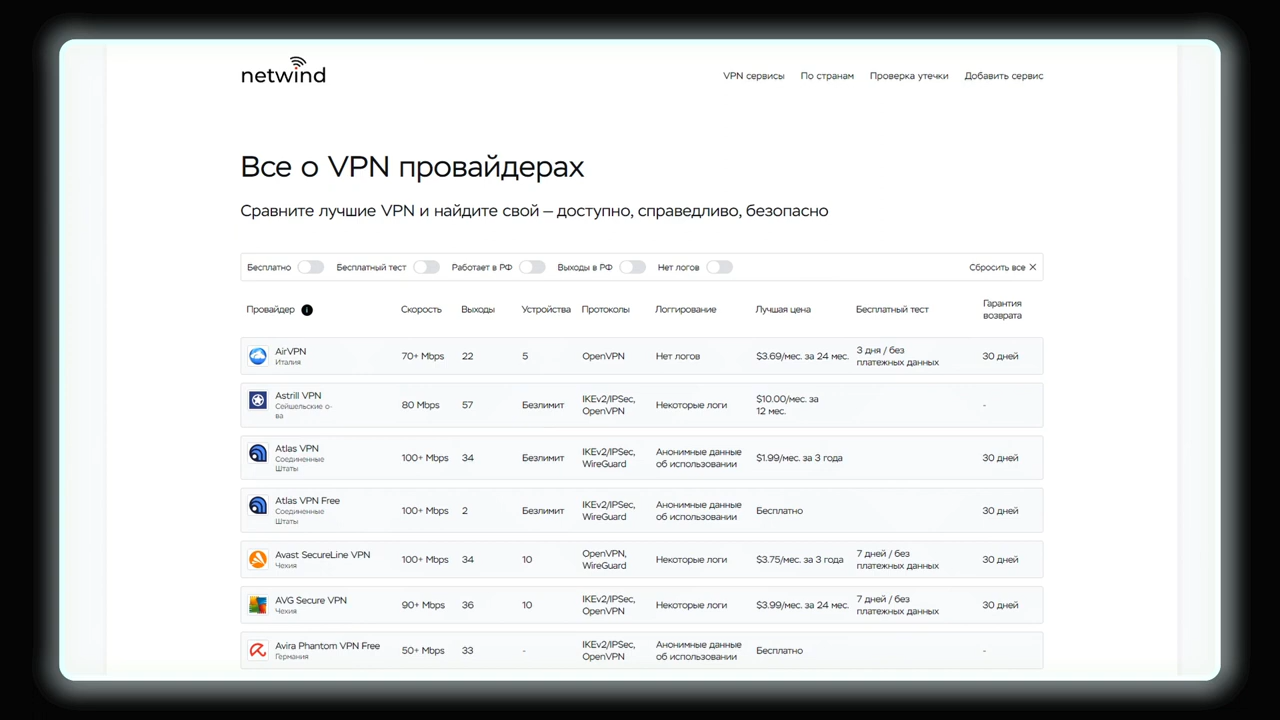 netwind
VPN сервисы По странам Проверка утечки Добавить сервис
Все о VPN провайдерах
Сравните лучшие VPN и найдите свой – доступно, справедливо, безопасно
Бесплатно Бесплатный тест Работает в РФ Выходы в РФ Нет логов Сбросить все ×
Провайдер i Скорость Выходы Устройства Протоколы Логгирование Лучшая цена Бесплатный тест Гарантия
возврата
AirVPN
Италия
70+ Mbps 22 5 OpenVPN Нет логов $3.69/мес. за 24 мес. 3 дня / без
платежных данных
30 дней
Astrill VPN
Сейшельские о-
ва
80 Mbps 57 Безлимит IKEv2/IPSec,
OpenVPN
Некоторые логи $10.00/мес. за
12 мес.
-
Atlas VPN
Соединенные
Штаты
100+ Mbps 34 Безлимит IKEv2/IPSec,
WireGuard
Анонимные данные
об использовании
$1.99/мес. за 3 года 30 дней
Atlas VPN Free
Соединенные
Штаты
100+ Mbps 2 Безлимит IKEv2/IPSec,
WireGuard
Анонимные данные
об использовании
Бесплатно 30 дней
Avast SecureLine VPN
Чехия
100+ Mbps 34 10 OpenVPN,
WireGuard
Некоторые логи $3.75/мес. за 3 года 7 дней / без
платежных данных
30 дней
AVG Secure VPN
Чехия
90+ Mbps 36 10 IKEv2/IPSec,
OpenVPN
Некоторые логи $3.99/мес. за 24 мес. 7 дней / без
платежных данных
30 дней
Avira Phantom VPN Free
Германия
50+ Mbps 33 - IKEv2/IPSec,
OpenVPN
Анонимные данные
об использовании
Бесплатно -